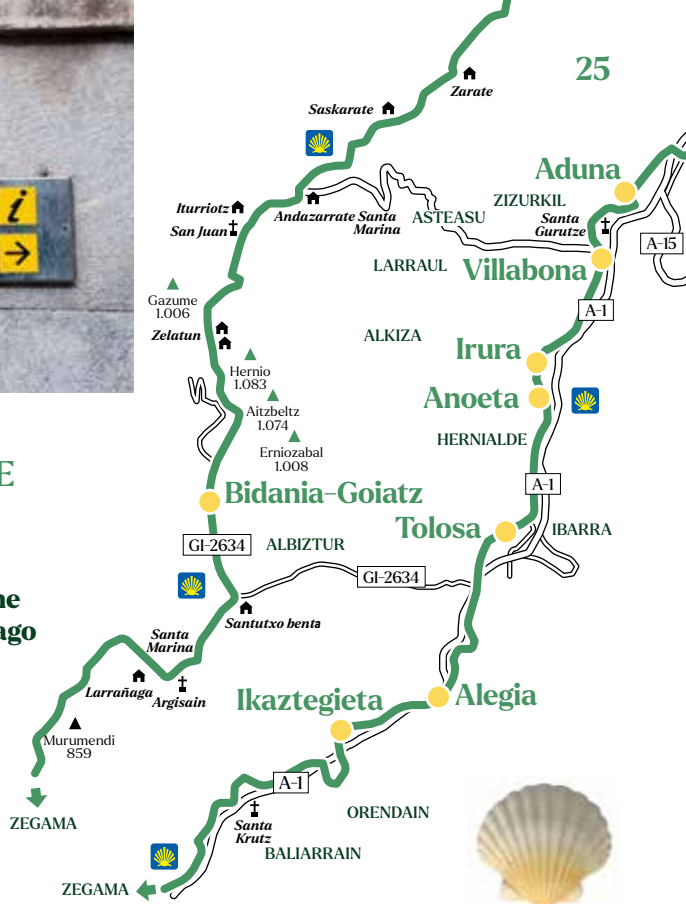 i
25
Zarate
Saskarate
Aduna
ZIZURKIL
Iturriotz
Andazarrate Santa
Marina
ASTEASU
Santa
Gurutze
San Juan
A-15
LARRAUL
Villabona
Gazume
1.006
A-1
Zelatun
ALKIZA
Irura
Hernio
1.083
Anoeta
Aitzbeltz
1.074
HERNIALDE
Erniozabal
1.008
E
A-1
Bidania-Goiatz
Tolosa
IBARRA
GI-2634
ALBIZTUR
GI-2634
ne
ago
Santutxo benta
Santa
Marina
Larrañaga
Argisain
Ikaztegieta
Alegia
Murumendi
859
A-1
ORENDAIN
ZEGAMA
Santa
Krutz
BALIARRAIN
ZEGAMA